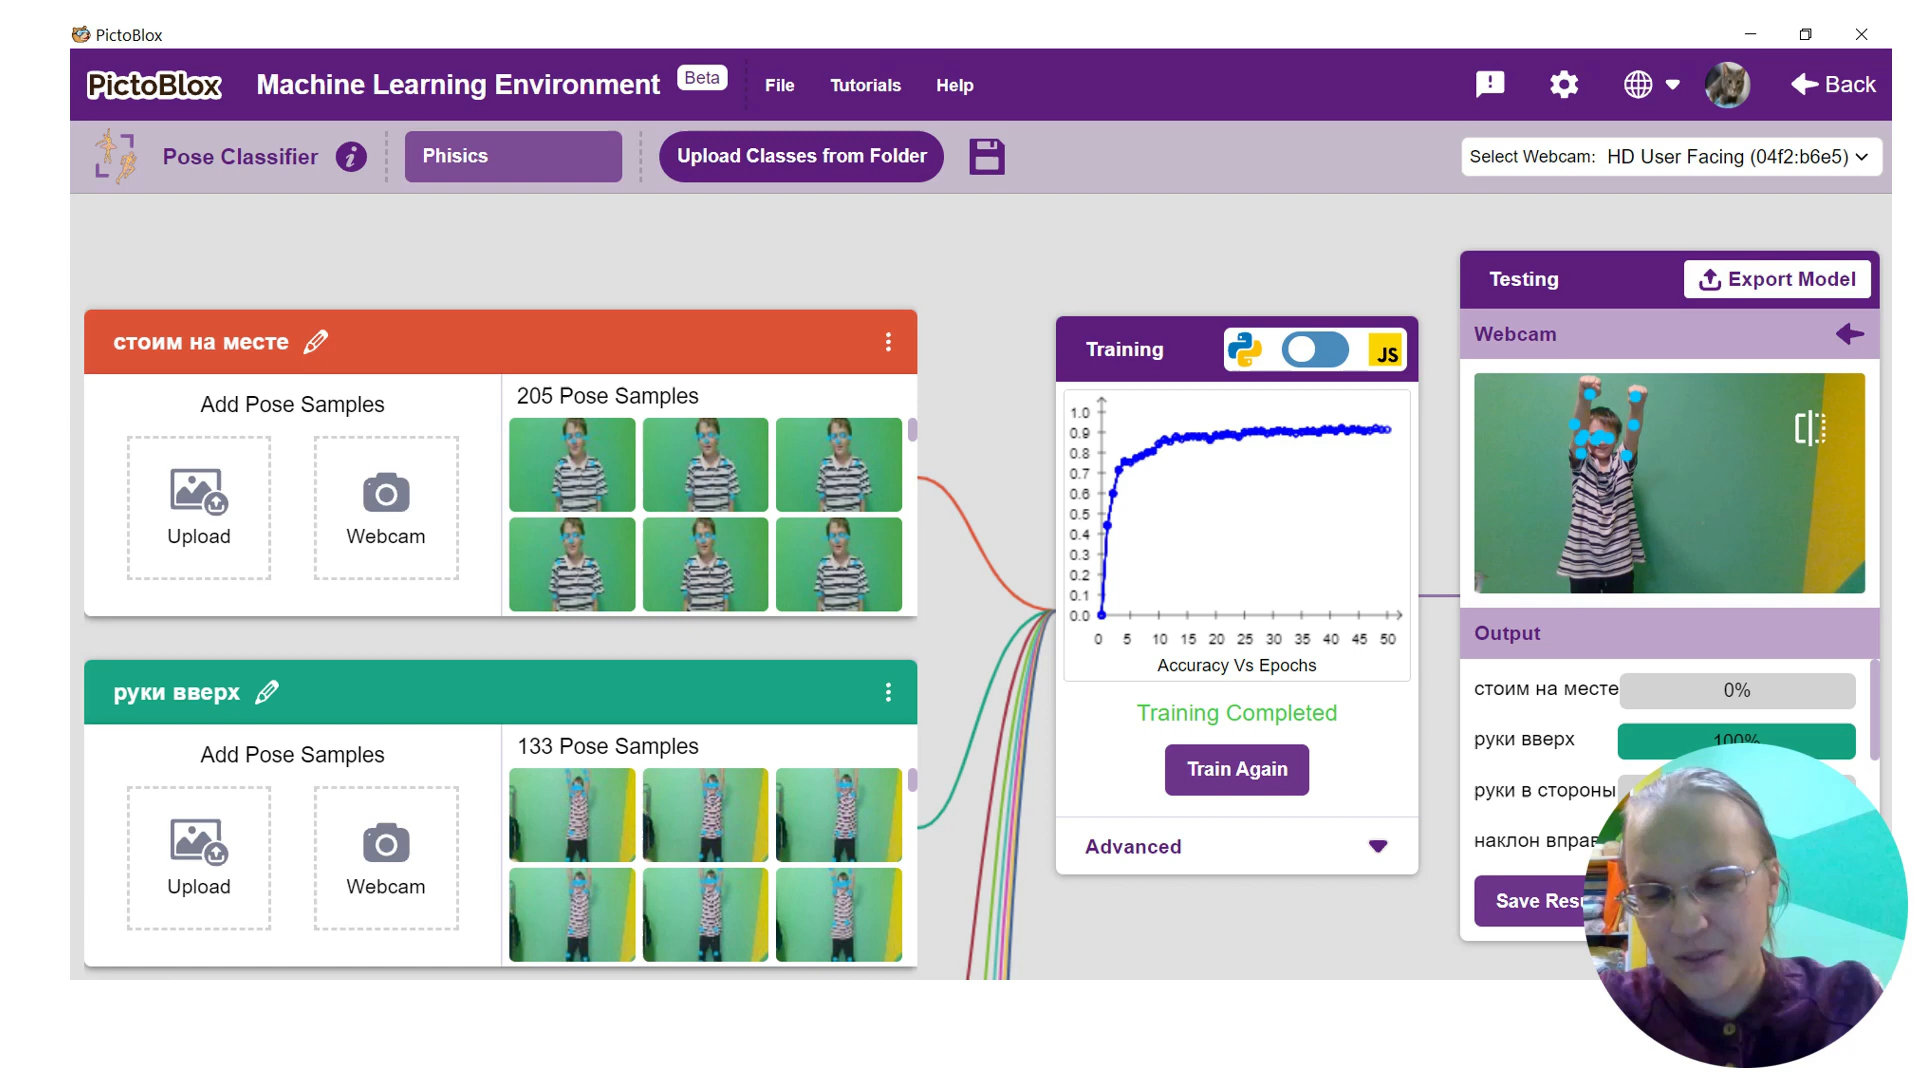 PictoBlox
PictoBlox Machine Learning Environment Beta File Tutorials Help Back
Pose Classifier i Phisics Upload Classes from Folder Select Webcam: HD User Facing (04f2:b6e5)
Testing Export Model
Webcam
стоим на месте
Add Pose Samples 205 Pose Samples
Upload Webcam
руки вверх
Add Pose Samples 133 Pose Samples
Upload Webcam
Training JS
1.0
0.9
0.8
0.7
0.6
0.5
0.4
0.3
0.2
0.1
0.0
0 5 10 15 20 25 30 35 40 45 50
Accuracy Vs Epochs
Training Completed
Train Again
Advanced
Output
стоим на месте 0%
руки вверх 100%
руки в стороны
наклон вправ
Save Resu